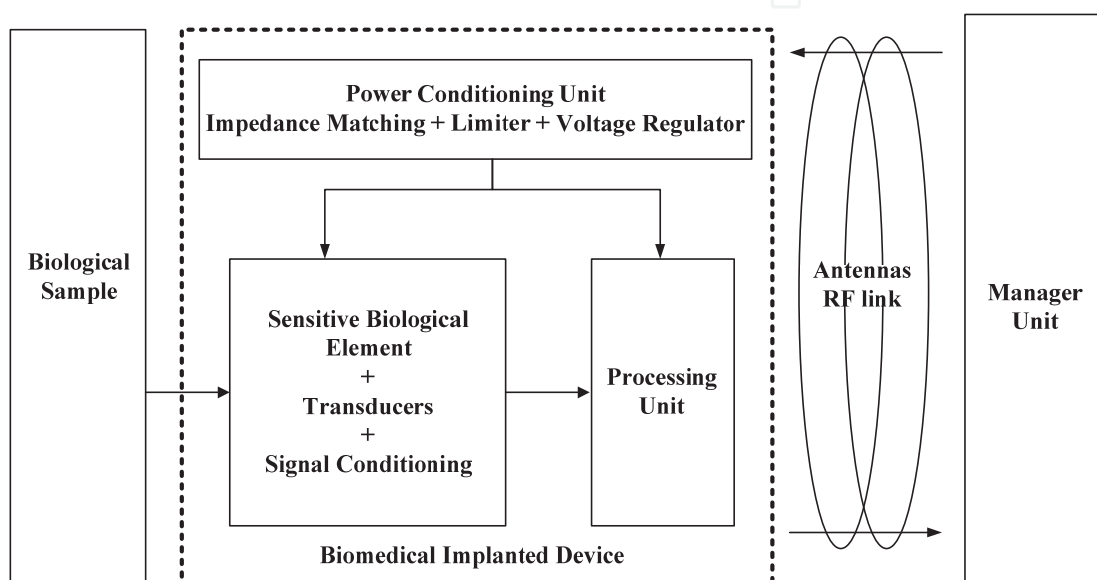 Power Conditioning Unit
Impedance Matching + Limiter + Voltage Regulator
Biological
Sample
Sensitive Biological
Element
+
Transducers
+
Signal Conditioning
Processing
Unit
Biomedical Implanted Device
Antennas
RF link
Manager
Unit